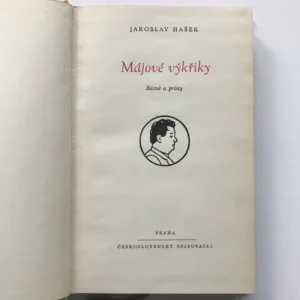 JAROSLAV HAŠEK
Májové výkřiky
Básně a prózy
PRAHA
ČESKOSLOVENSKÝ SPISOVATEL